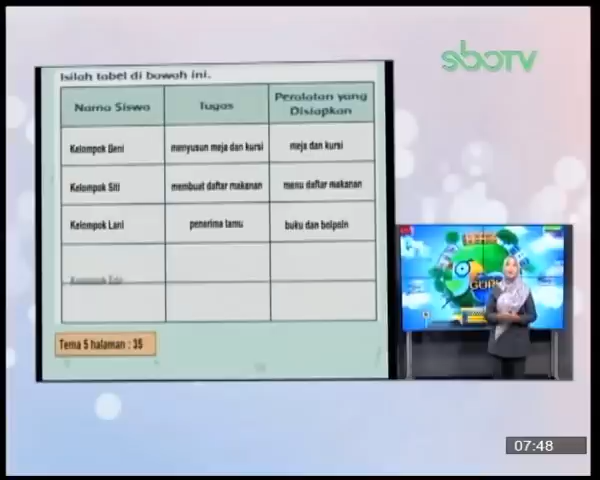 sboTV
Isilah tabel di bawah ini.
Nama Siswa Tugas Peralatan yang Disiapkan
Kelompok Beni menyusun meja dan kursi meja dan kursi
Kelompok Siti membuat daftar makanan menu daftar makanan
Kelompok Lani penerima tamu buku dan bolpoin
Kelompok Edo
Tema 5 halaman : 35
07:48